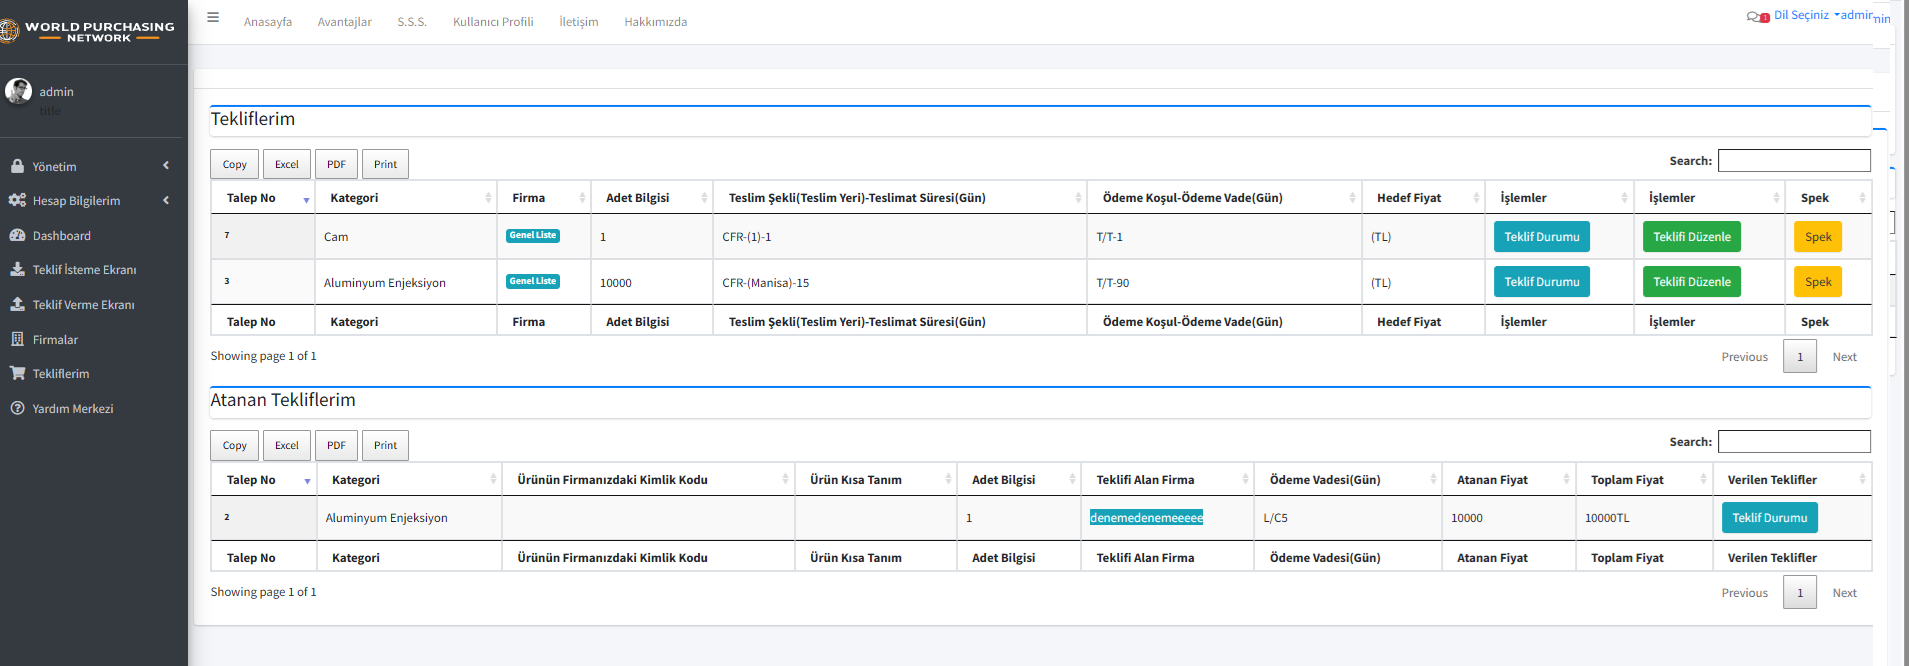 WORLD PURCHASING
NETWORK
Anasayfa Avantajlar S.S.S. Kullanıcı Profili İletişim Hakkımızda
1 Dil Seçiniz admin
min
admin
title
Yönetim
Hesap Bilgilerim
Dashboard
Teklif İsteme Ekranı
Teklif Verme Ekranı
Firmalar
Tekliflerim
Yardım Merkezi
Tekliflerim
Copy Excel PDF Print Search:
Talep No Kategori Firma Adet Bilgisi Teslim Şekli(Teslim Yeri)-Teslimat Süresi(Gün) Ödeme Koşul-Ödeme Vade(Gün) Hedef Fiyat İşlemler İşlemler Spek
7 Cam Genel Liste 1 CFR-(1)-1 T/T-1 (TL) Teklif Durumu Teklifi Düzenle Spek
3 Aluminyum Enjeksiyon Genel Liste 10000 CFR-(Manisa)-15 T/T-90 (TL) Teklif Durumu Teklifi Düzenle Spek
Talep No Kategori Firma Adet Bilgisi Teslim Şekli(Teslim Yeri)-Teslimat Süresi(Gün) Ödeme Koşul-Ödeme Vade(Gün) Hedef Fiyat İşlemler İşlemler Spek
Showing page 1 of 1 Previous 1 Next
Atanan Tekliflerim
Copy Excel PDF Print Search:
Talep No Kategori Ürünün Firmanızdaki Kimlik Kodu Ürün Kısa Tanım Adet Bilgisi Teklifi Alan Firma Ödeme Vadesi(Gün) Atanan Fiyat Toplam Fiyat Verilen Teklifler
2 Aluminyum Enjeksiyon 1 denemedenemeeeee L/C5 10000 10000TL Teklif Durumu
Talep No Kategori Ürünün Firmanızdaki Kimlik Kodu Ürün Kısa Tanım Adet Bilgisi Teklifi Alan Firma Ödeme Vadesi(Gün) Atanan Fiyat Toplam Fiyat Verilen Teklifler
Showing page 1 of 1 Previous 1 Next